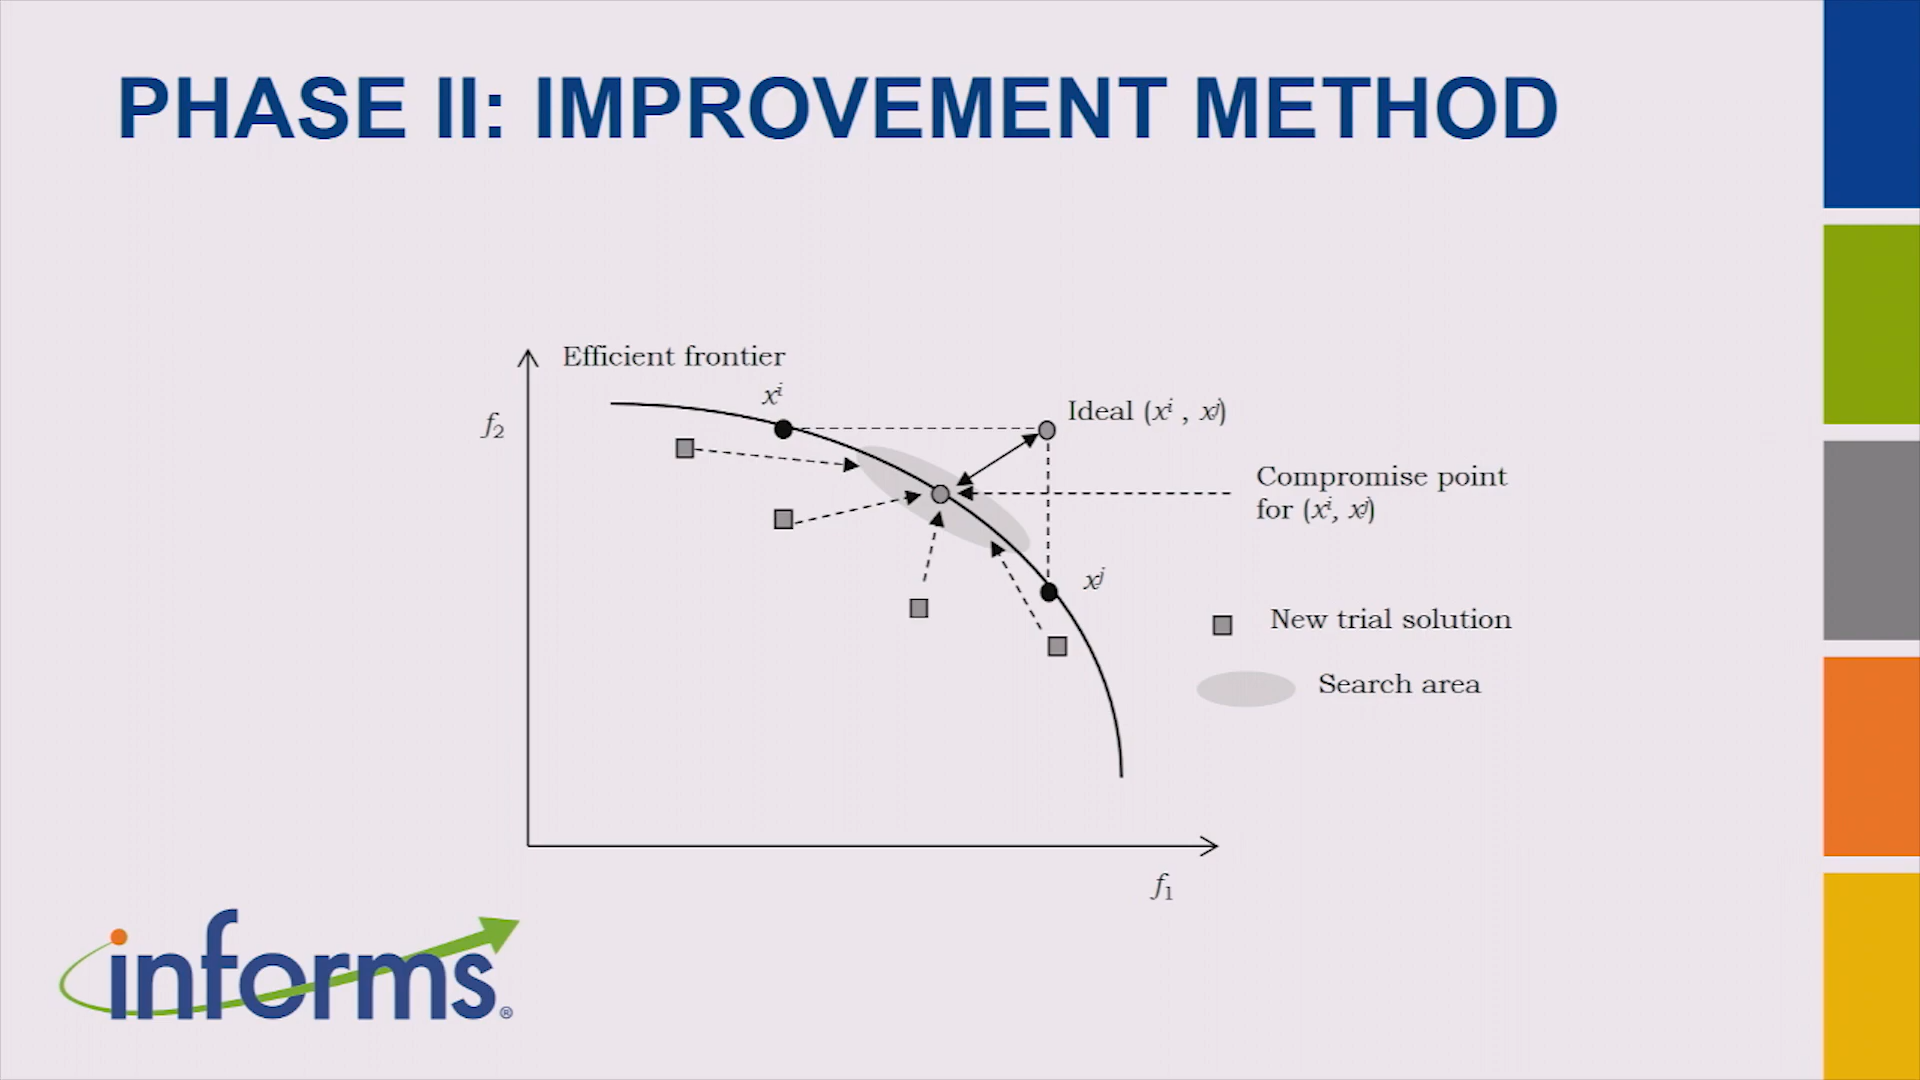 PHASE II: IMPROVEMENT METHOD
Efficient frontier
xⁱ
f₂
Ideal (xⁱ , xʲ)
Compromise point
for (xⁱ, xʲ)
xʲ
New trial solution
Search area
f₁
informs®